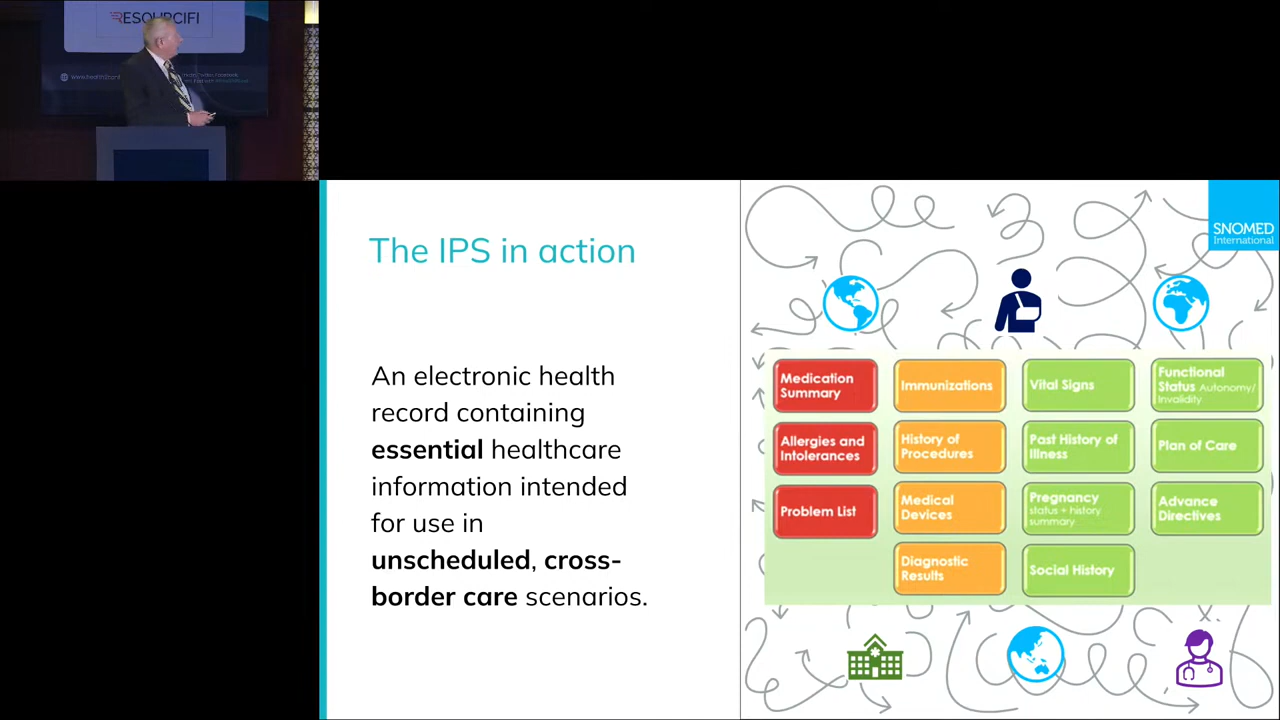 RESOURCIFI
SNOMED
International
The IPS in action
An electronic health
record containing
essential healthcare
information intended
for use in
unscheduled, cross-
border care scenarios.
Medication
Summary
Immunizations
Vital Signs
Functional
Status Autonomy/
Invalidity
Allergies and
Intolerances
History of
Procedures
Past History of
Illness
Plan of Care
Problem List
Medical
Devices
Pregnancy
status + history
summary
Advance
Directives
Diagnostic
Results
Social History